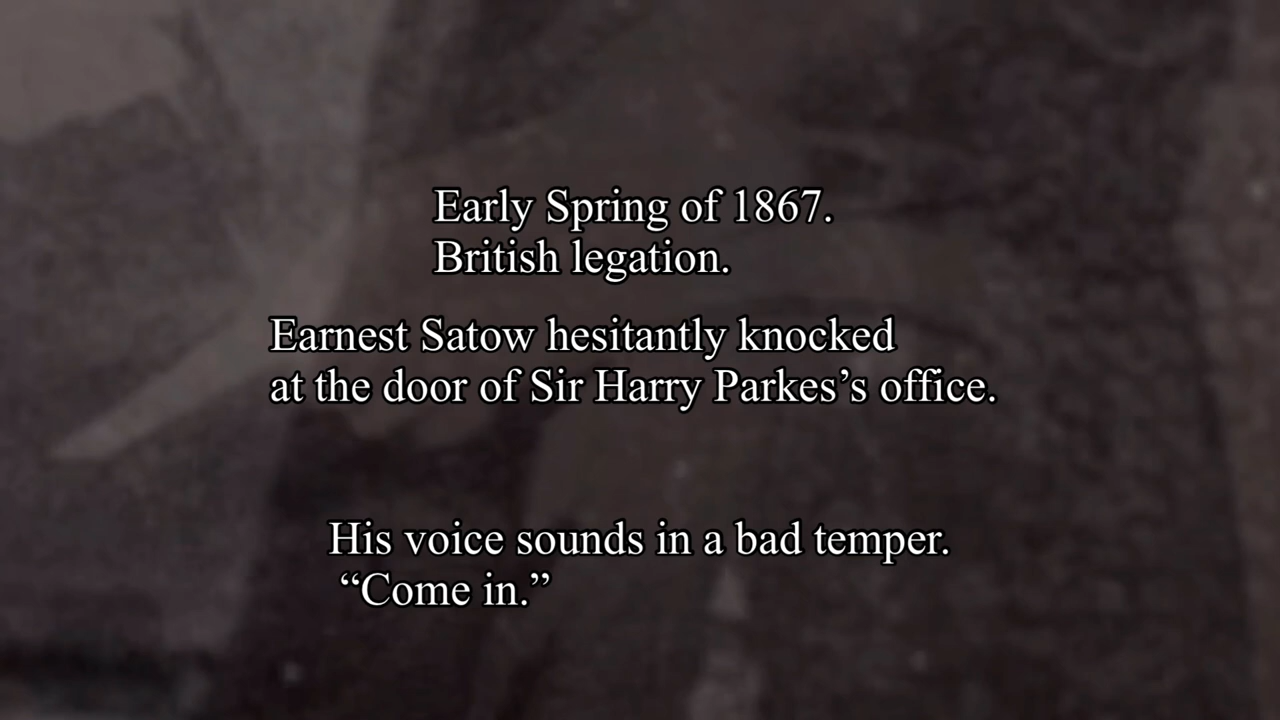 Early Spring of 1867.
British legation.
Earnest Satow hesitantly knocked
at the door of Sir Harry Parkes’s office.
His voice sounds in a bad temper.
“Come in.”